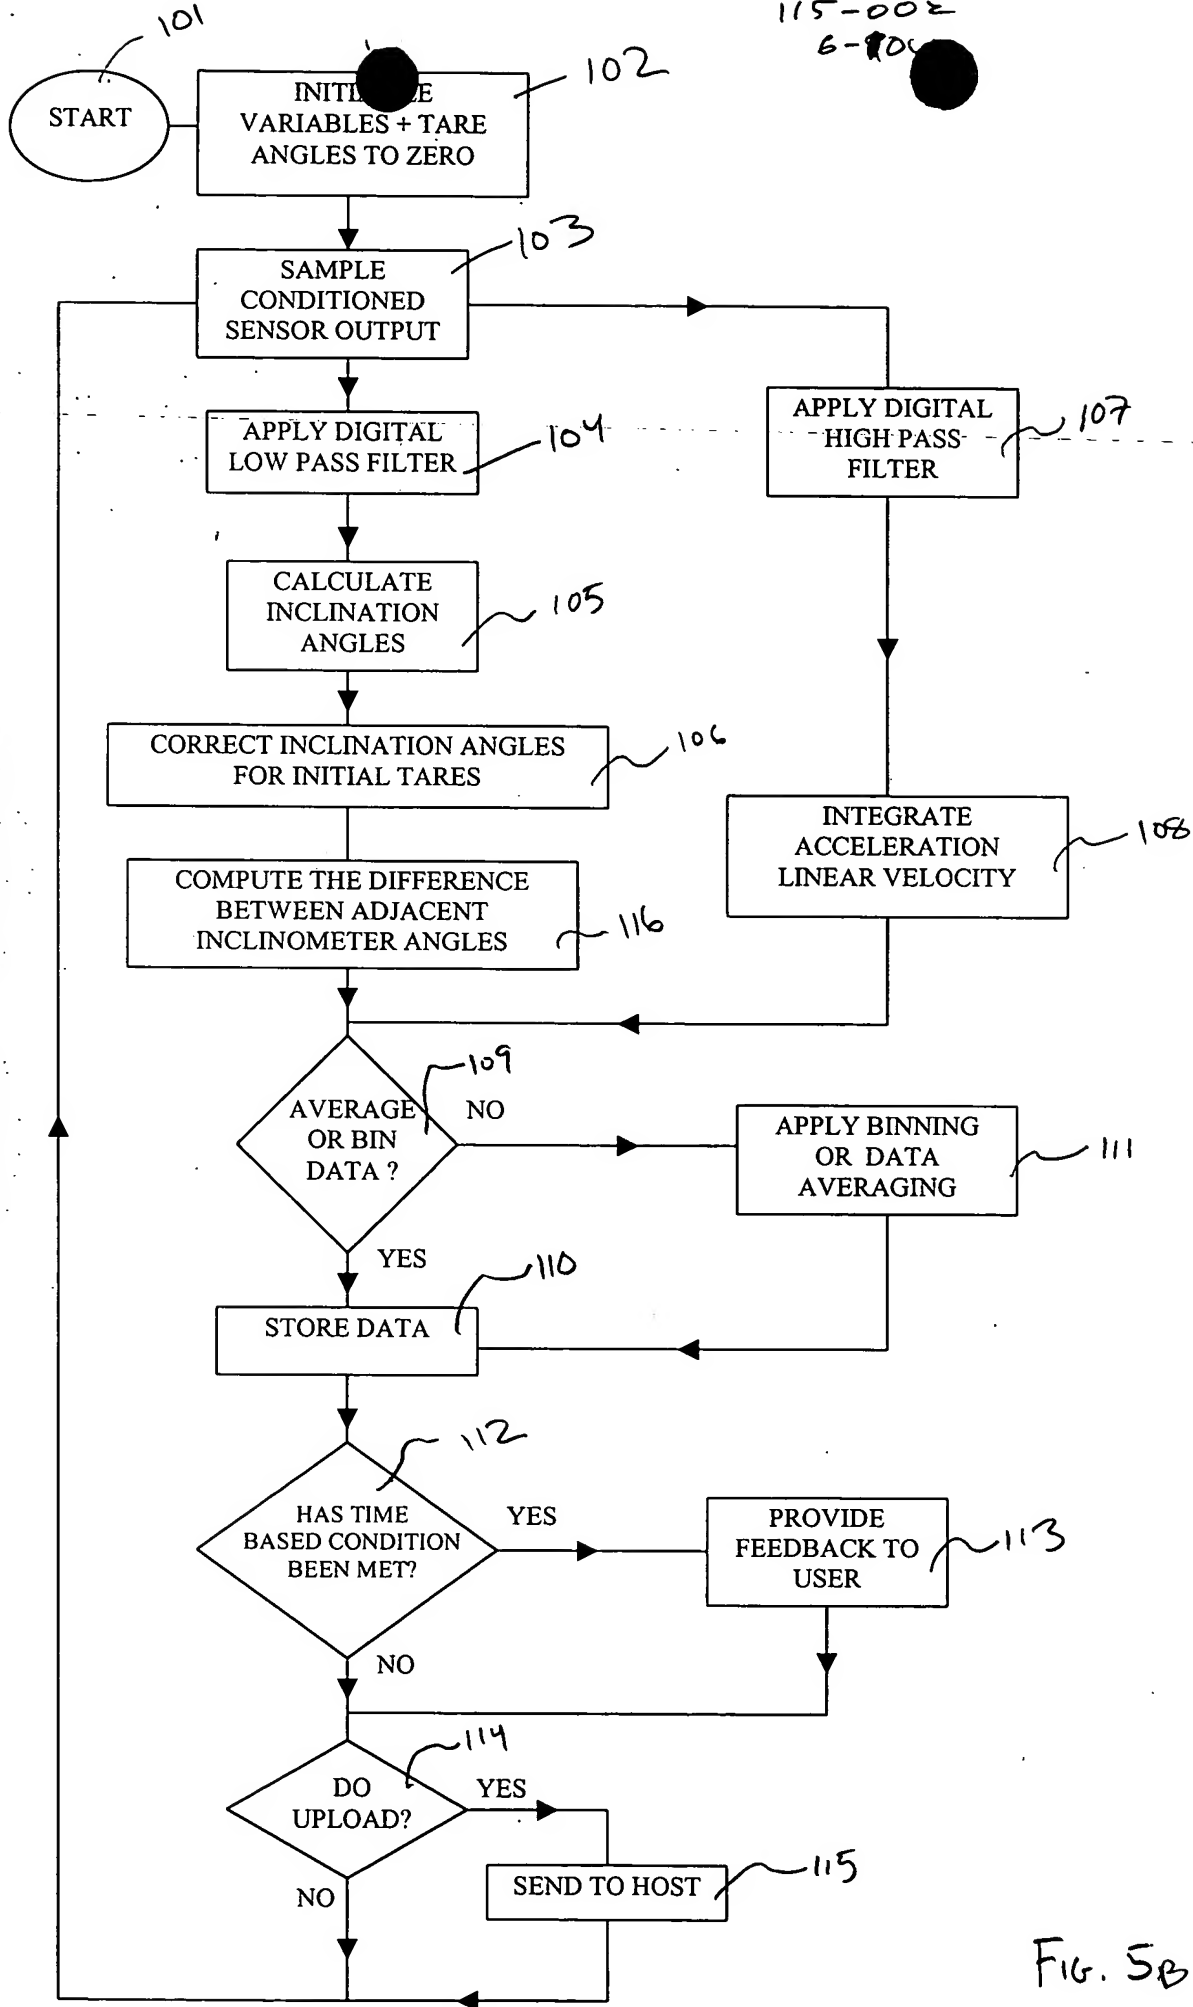 101
115-002
START
102
VARIABLES + TARE
ANGLES TO ZERO
103
SAMPLE
CONDITIONED
SENSOR OUTPUT
APPLY DIGITAL
LOW PASS FILTER
104
APPLY DIGITAL
HIGH PASS
FILTER
107
CALCULATE
INCLINATION
ANGLES
105
CORRECT INCLINATION ANGLES
FOR INITIAL TARES
106
INTEGRATE
ACCELERATION
LINEAR VELOCITY
108
COMPUTE THE DIFFERENCE
BETWEEN ADJACENT
INCLINOMETER ANGLES
116
109
AVERAGE
OR BIN
DATA ?
NO
APPLY BINNING
OR DATA
AVERAGING
111
YES
110
STORE DATA
112
HAS TIME
BASED CONDITION
BEEN MET?
YES
PROVIDE
FEEDBACK TO
USER
113
NO
114
DO
UPLOAD?
YES
SEND TO HOST
115
NO
FIG. 5B